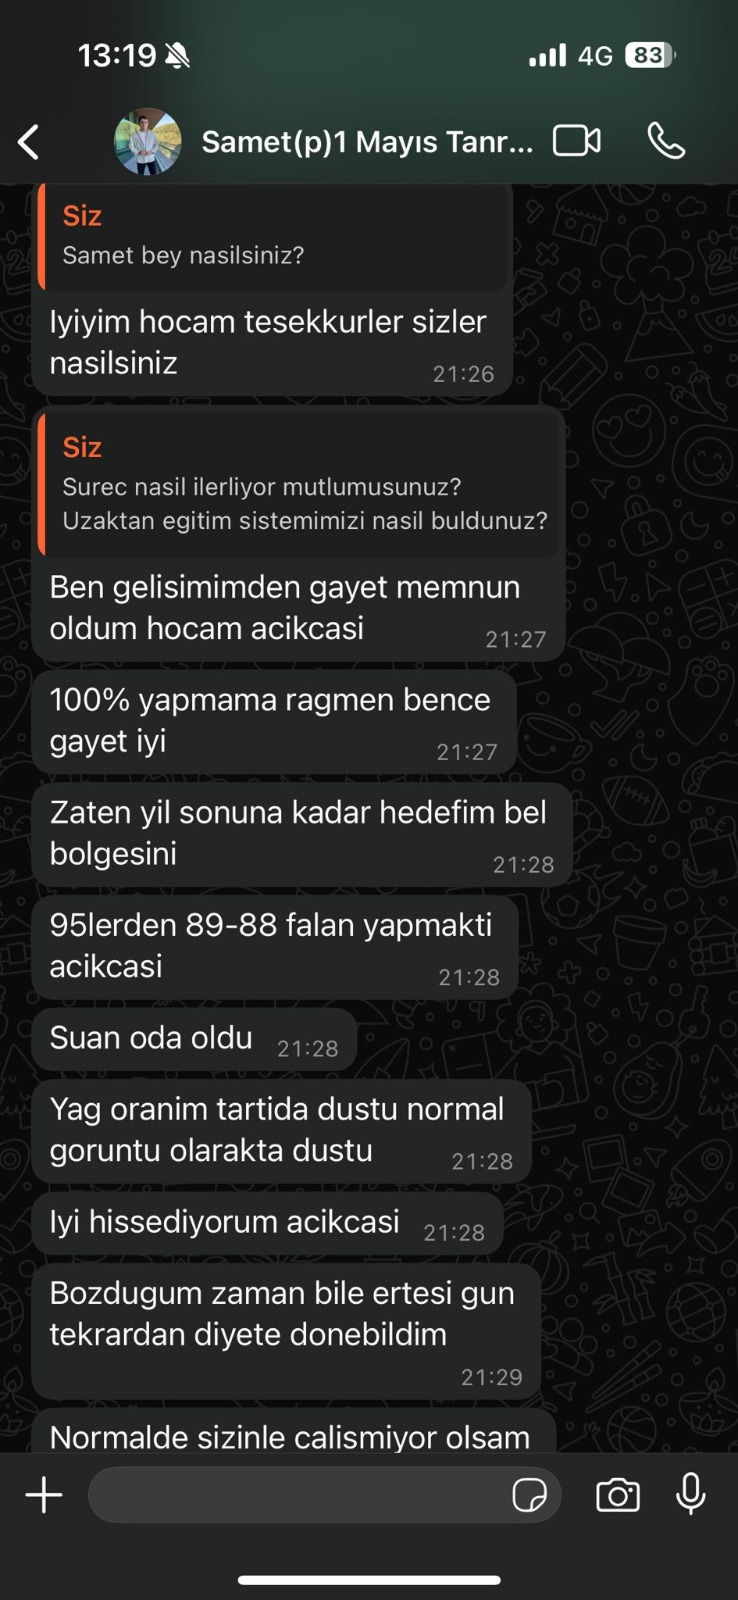 13:19
4G
83
Samet(p)1 Mayıs Tanr...
Siz
Samet bey nasilsiniz?
Iyiyim hocam tesekkurler sizler
nasilsiniz
21:26
Siz
Surec nasil ilerliyor mutlumusunuz?
Uzaktan egitim sistemimizi nasil buldunuz?
Ben gelisimimden gayet memnun
oldum hocam acikcasi
21:27
100% yapmama ragmen bence
gayet iyi
21:27
Zaten yil sonuna kadar hedefim bel
bolgesini
21:28
95lerden 89-88 falan yapmakti
acikcasi
21:28
Suan oda oldu
21:28
Yag oranim tartida dustu normal
goruntu olarakta dustu
21:28
Iyi hissediyorum acikcasi
21:28
Bozdugum zaman bile ertesi gun
tekrardan diyete donebildim
21:29
Normalde sizinle calismiyor olsam